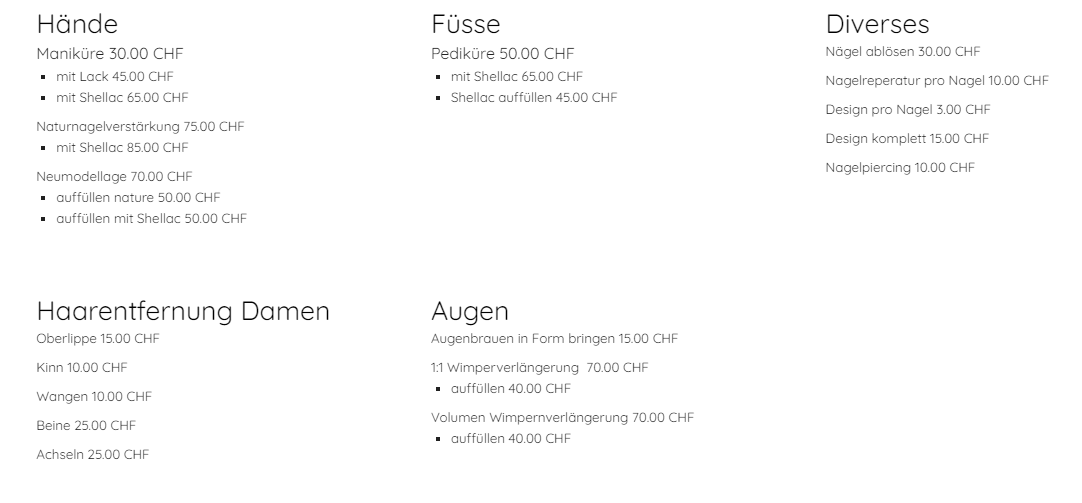 Hände
Maniküre 30.00 CHF
mit Lack 45.00 CHF
mit Shellac 65.00 CHF
Naturnagelverstärkung 75.00 CHF
mit Shellac 85.00 CHF
Neumodellage 70.00 CHF
auffüllen nature 50.00 CHF
auffüllen mit Shellac 50.00 CHF
Füsse
Pediküre 50.00 CHF
mit Shellac 65.00 CHF
Shellac auffüllen 45.00 CHF
Diverses
Nägel ablösen 30.00 CHF
Nagelreperatur pro Nagel 10.00 CHF
Design pro Nagel 3.00 CHF
Design komplett 15.00 CHF
Nagelpiercing 10.00 CHF
Haarentfernung Damen
Oberlippe 15.00 CHF
Kinn 10.00 CHF
Wangen 10.00 CHF
Beine 25.00 CHF
Achseln 25.00 CHF
Augen
Augenbrauen in Form bringen 15.00 CHF
1:1 Wimperverlängerung 70.00 CHF
auffüllen 40.00 CHF
Volumen Wimpernverlängerung 70.00 CHF
auffüllen 40.00 CHF